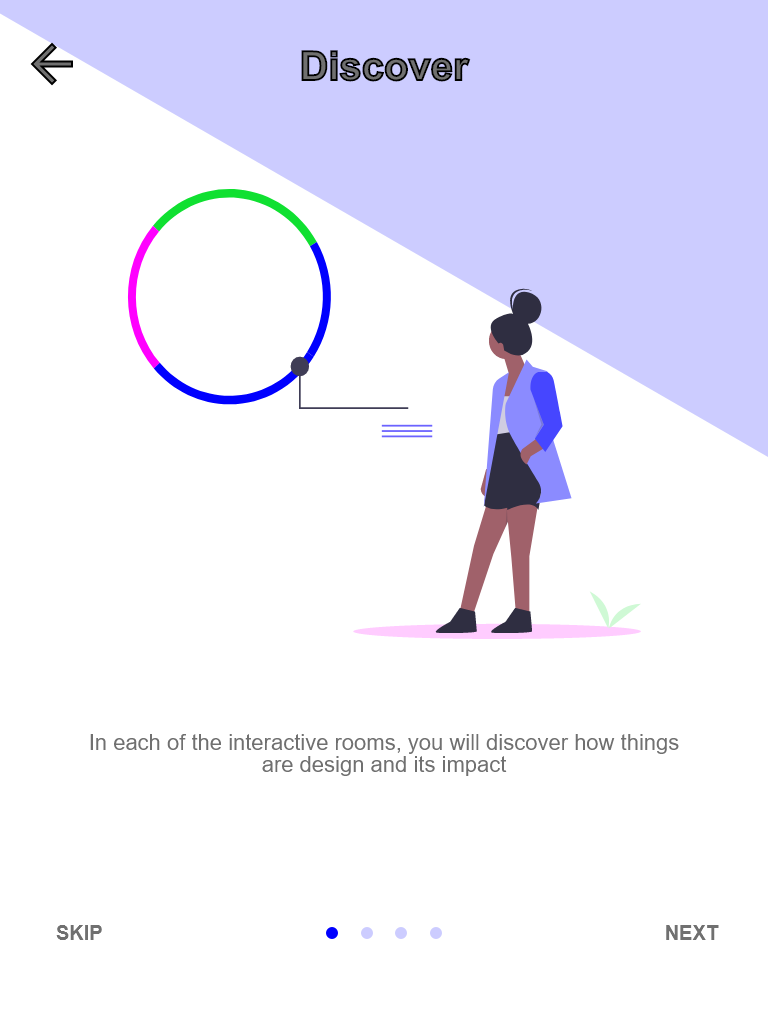 Discover
In each of the interactive rooms, you will discover how things
are design and its impact
SKIP
NEXT